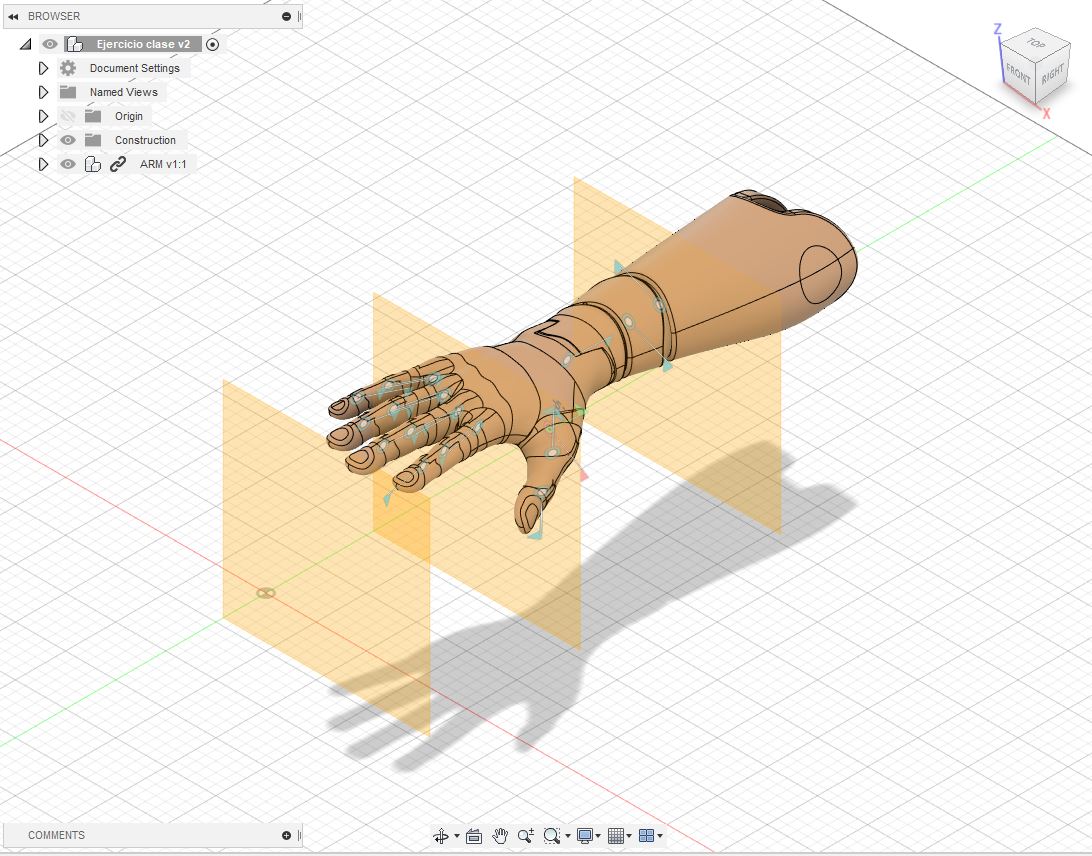 BROWSER
Ejercicio clase v2
Document Settings
Named Views
Origin
Construction
ARM v1:1
Z
TOP
FRONT
RIGHT
X
COMMENTS